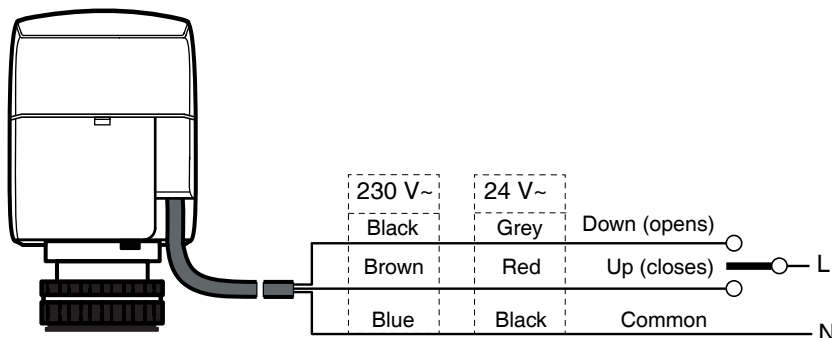 230 V~ 24 V~
Black Grey Down (opens)
Brown Red Up (closes) L
Blue Black Common N